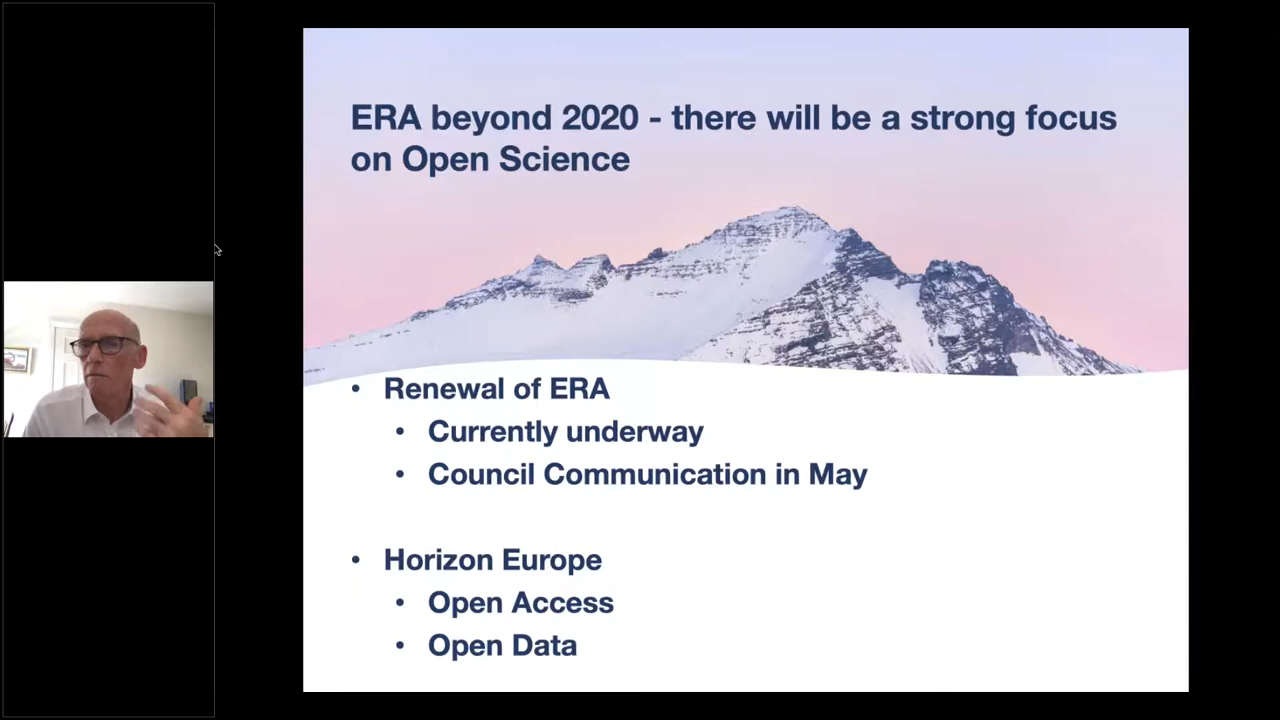 ERA beyond 2020 - there will be a strong focus
on Open Science
• Renewal of ERA
• Currently underway
• Council Communication in May
• Horizon Europe
• Open Access
• Open Data